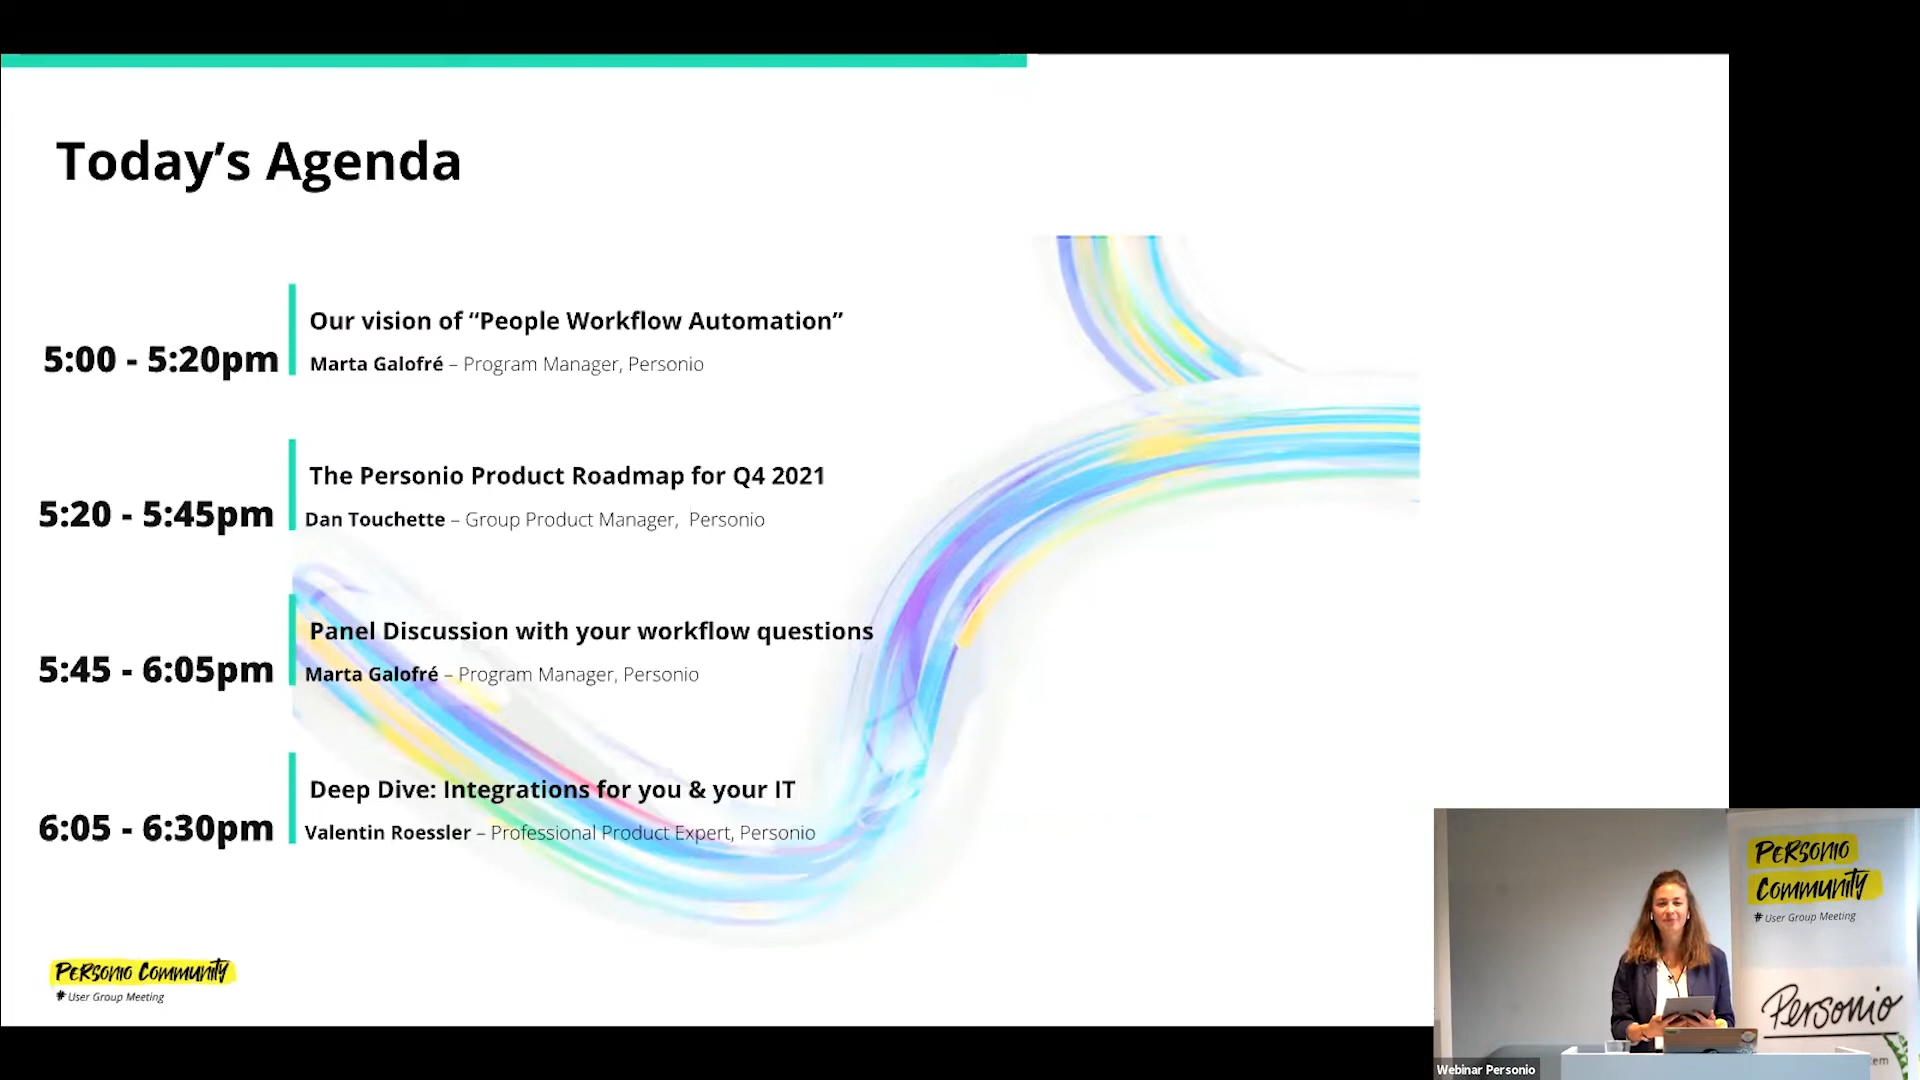 Today’s Agenda
5:00 - 5:20pm
Our vision of “People Workflow Automation”
Marta Galofré – Program Manager, Personio
5:20 - 5:45pm
The Personio Product Roadmap for Q4 2021
Dan Touchette – Group Product Manager, Personio
5:45 - 6:05pm
Panel Discussion with your workflow questions
Marta Galofré – Program Manager, Personio
6:05 - 6:30pm
Deep Dive: Integrations for you & your IT
Valentin Roessler – Professional Product Expert, Personio
Personio Community
# User Group Meeting
Personio
Community
# User Group Meeting
Personio
Webinar Personio